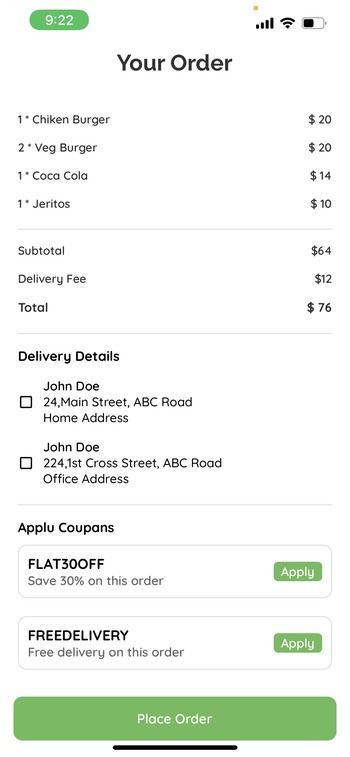 9:22
Your Order
1 * Chiken Burger $ 20
2 * Veg Burger $ 20
1 * Coca Cola $ 14
1 * Jeritos $ 10
Subtotal $64
Delivery Fee $12
Total $ 76
Delivery Details
John Doe
24,Main Street, ABC Road
Home Address
John Doe
224,1st Cross Street, ABC Road
Office Address
Applu Coupans
FLAT30OFF
Save 30% on this order
Apply
FREEDELIVERY
Free delivery on this order
Apply
Place Order